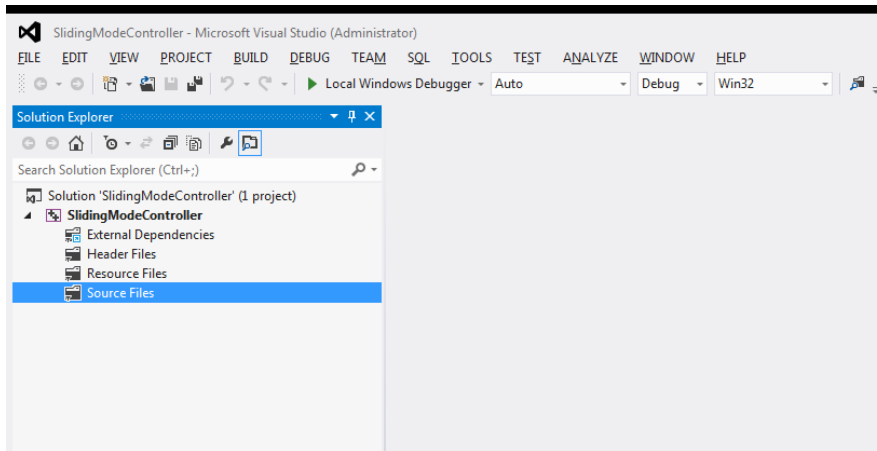 SlidingModeController - Microsoft Visual Studio (Administrator)
FILE EDIT VIEW PROJECT BUILD DEBUG TEAM SQL TOOLS TEST ANALYZE WINDOW HELP
Local Windows Debugger Auto Debug Win32
Solution Explorer
Search Solution Explorer (Ctrl+;)
Solution 'SlidingModeController' (1 project)
SlidingModeController
External Dependencies
Header Files
Resource Files
Source Files